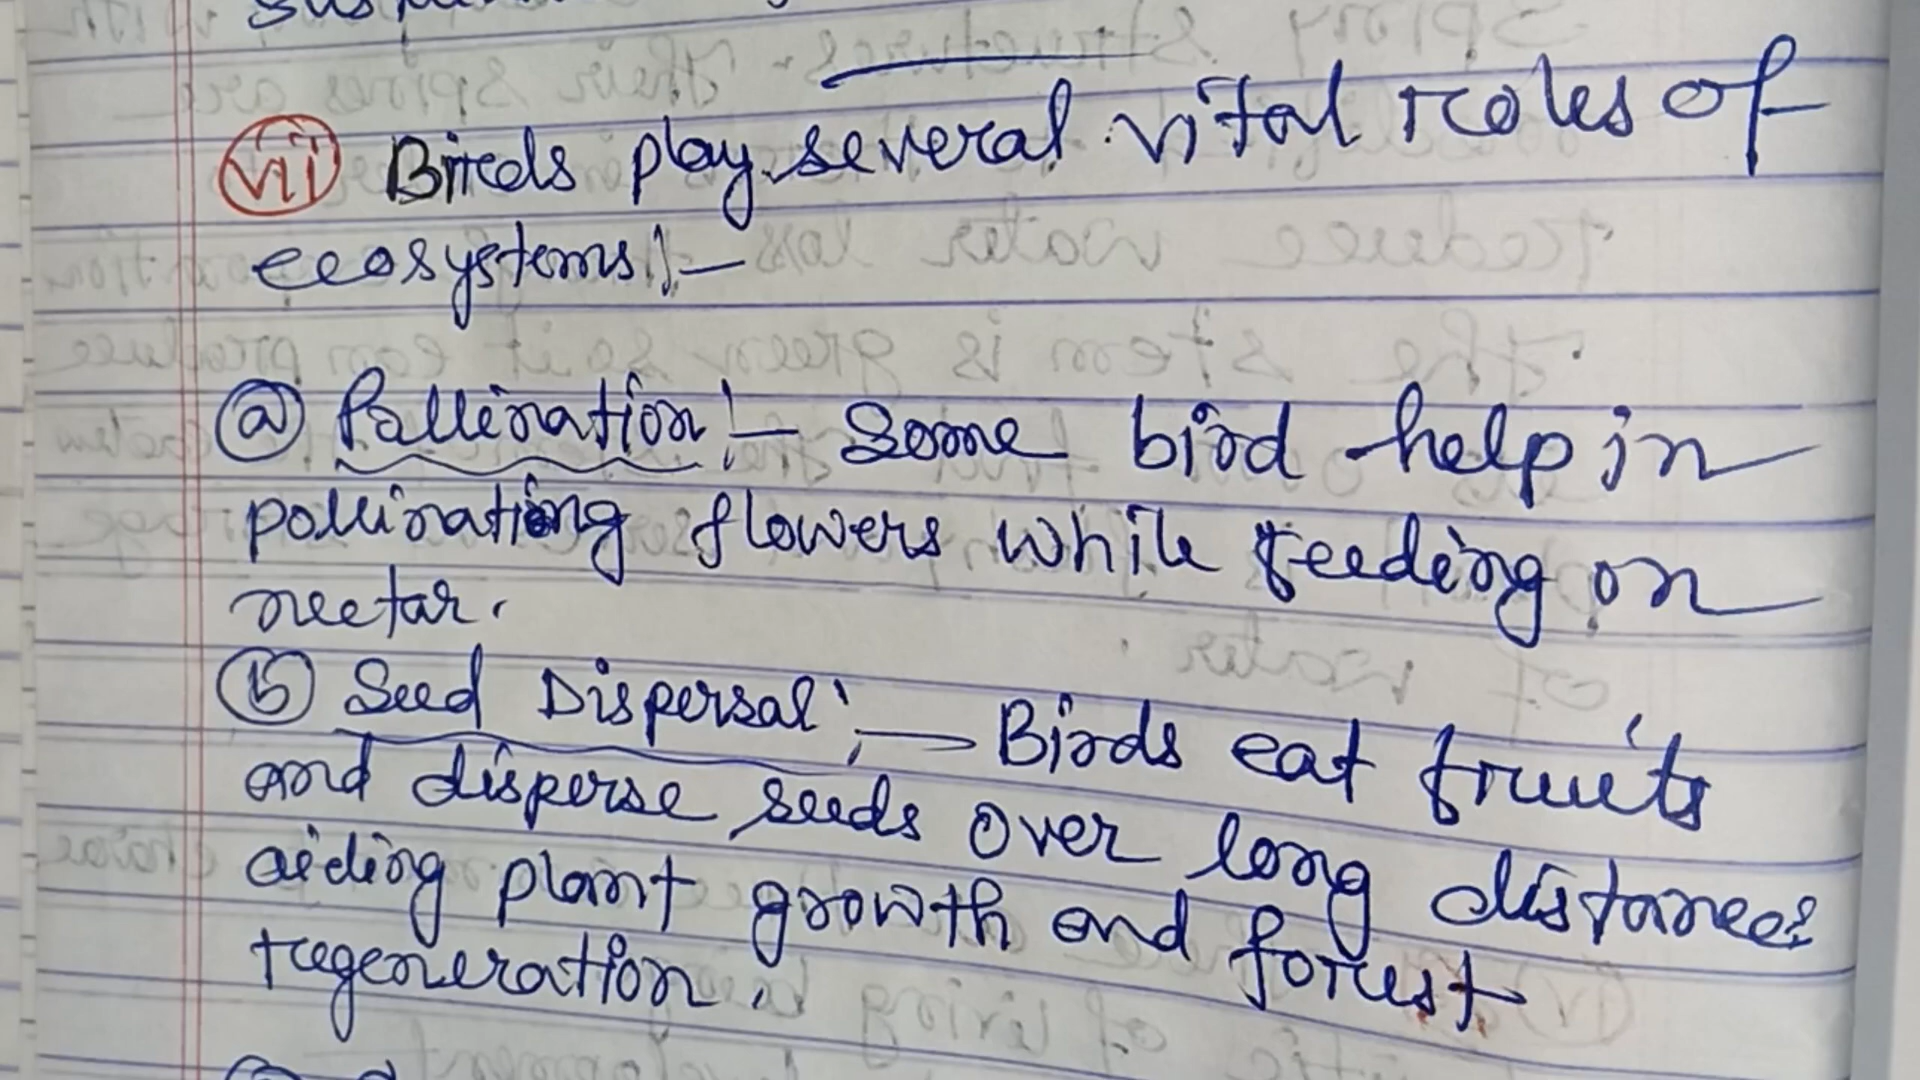 (vii) Birds play several vital roles of
ecosystems:-
(a) Pollination:- Some bird help in
pollinating flowers while feeding on
nectar.
(b) Seed Dispersal:- Birds eat fruits
and disperse seeds over long distances
aiding plant growth and forest
regeneration.